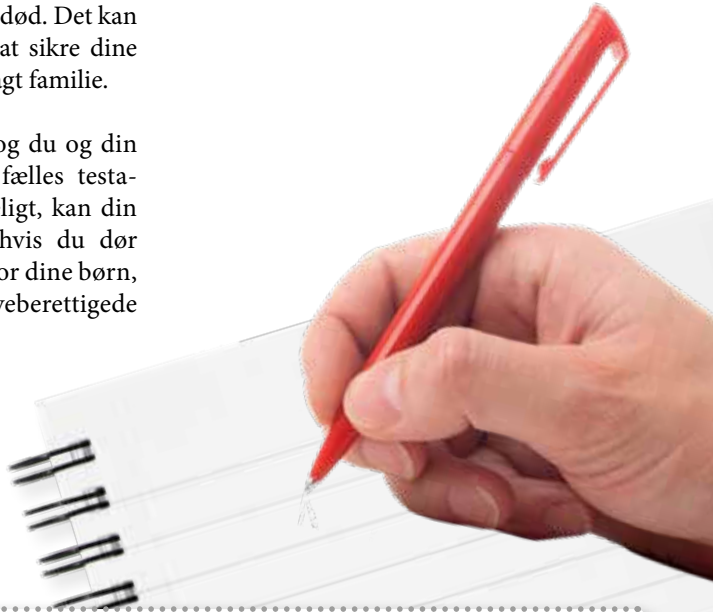 død. Det kan
at sikre dine
gt familie.
og du og din
fælles testa-
ligt, kan din
hvis du dør
or dine børn,
veberettigede